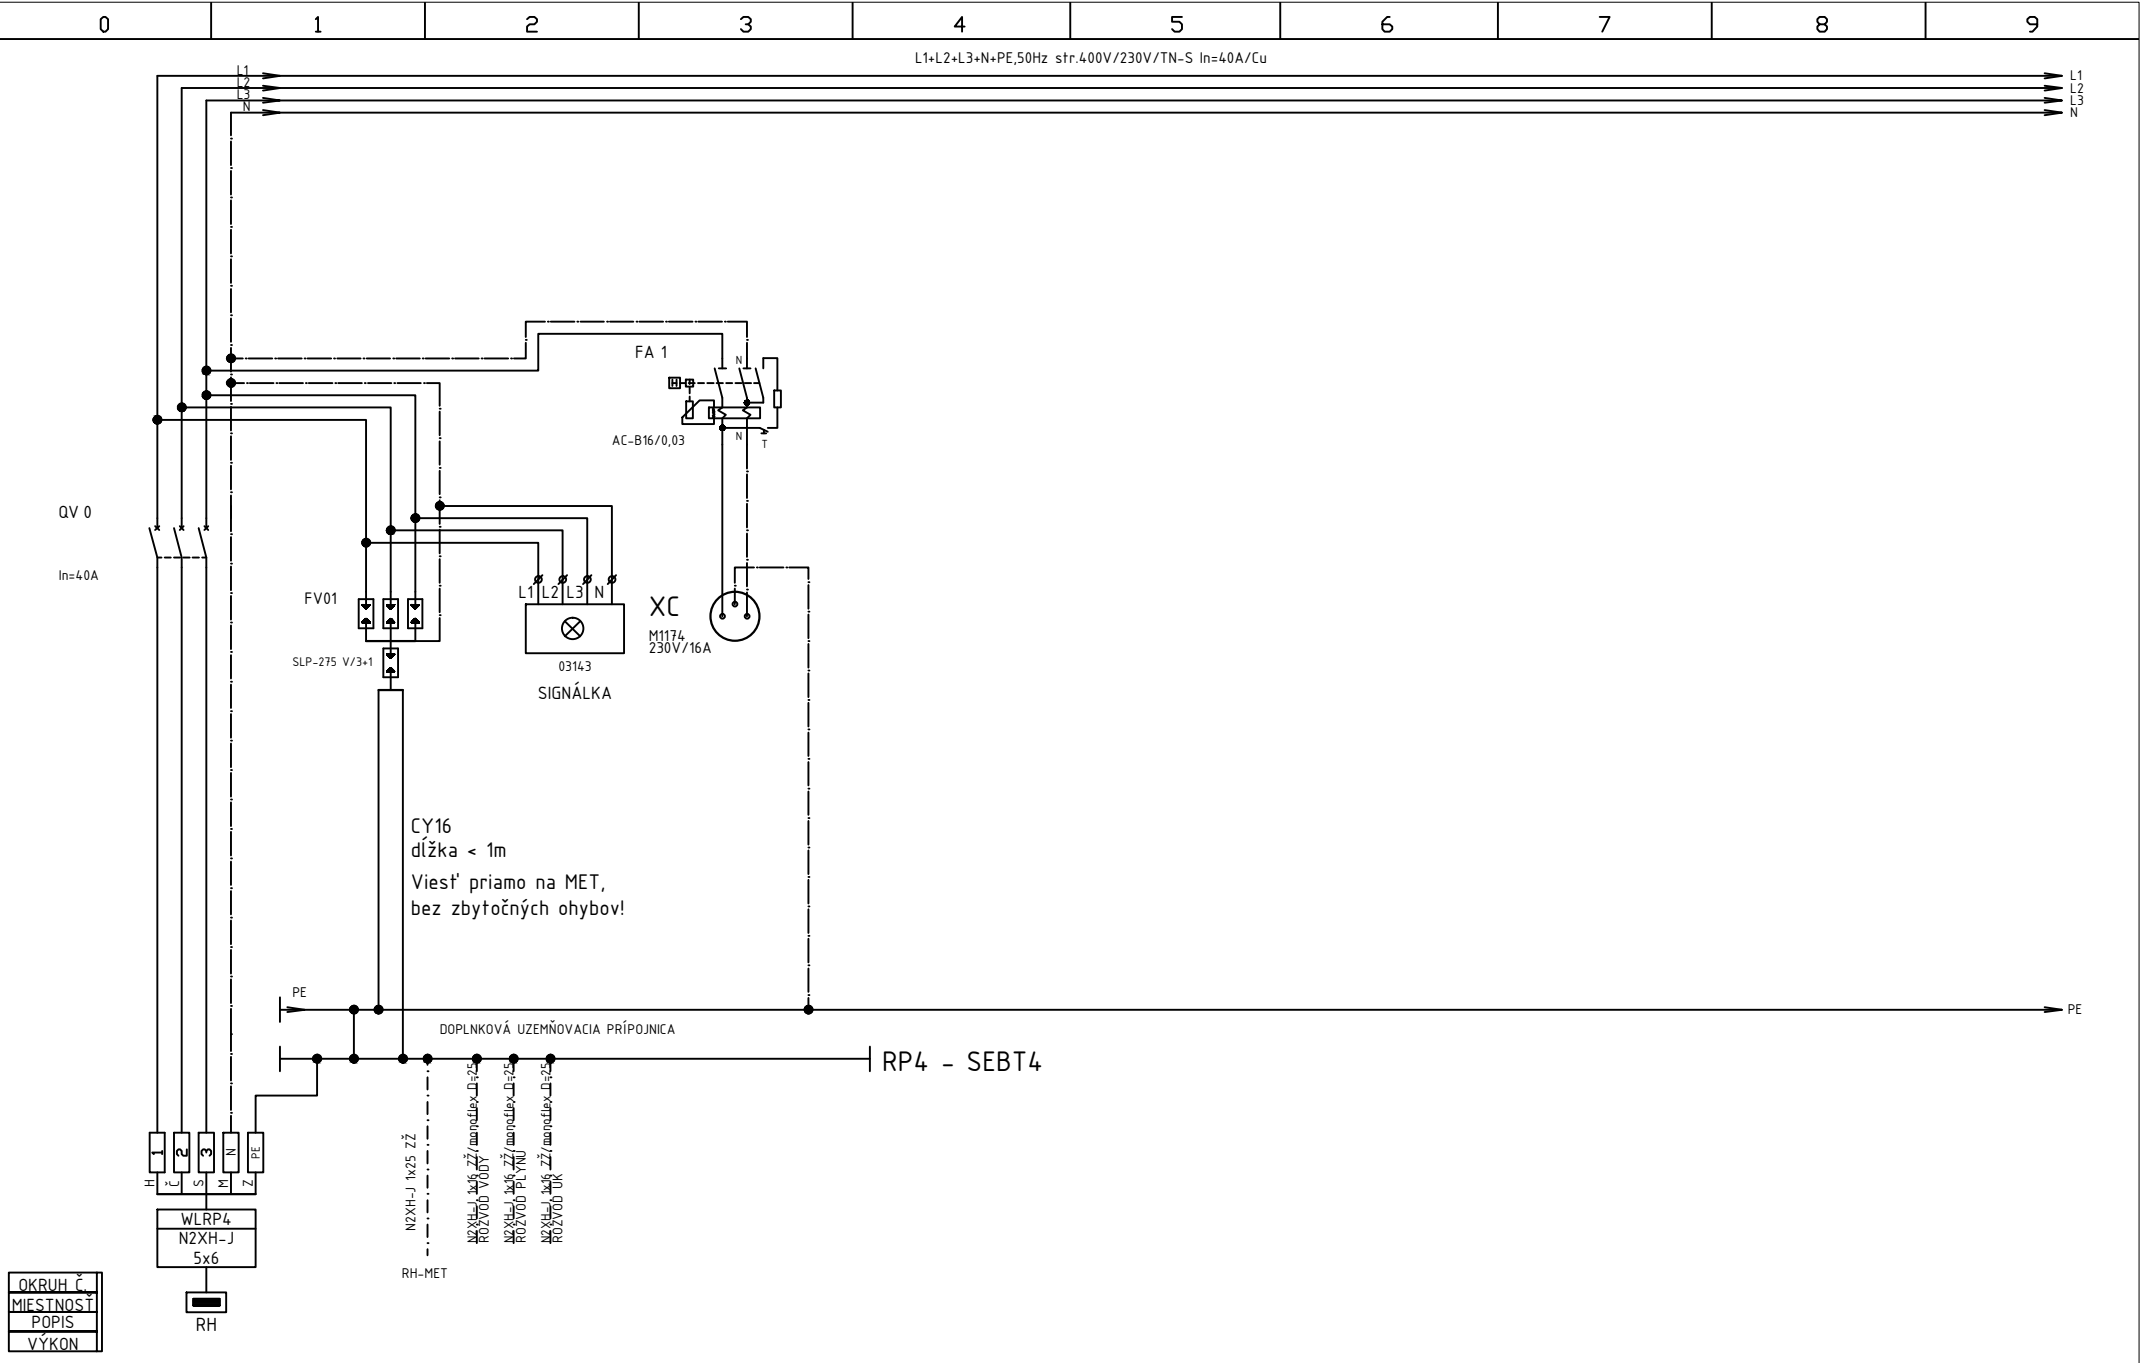 0 1 2 3 4 5 6 7 8 9
L1+L2+L3+N+PE,50Hz str.400V/230V/TN-S In=40A/Cu
L1
L2
L3
N
L1
L2
L3
N
FA 1
N
AC-B16/0,03
N
T
QV 0
In=40A
FV01
SLP-275 V/3+1
L1 L2 L3 N
03143
SIGNÁLKA
XC
M1174
230V/16A
CY16
dĺžka < 1m
Viesť priamo na MET,
bez zbytočných ohybov!
PE
PE
DOPLNKOVÁ UZEMŇOVACIA PRÍPOJNICA
RP4 - SEBT4
N2XH-J 1x25 ZŽ
RH-MET
N2XH-J 1x16 ZŽ/monoflex D=25
ROZVOD VODY
N2XH-J 1x16 ZŽ/monoflex D=25
ROZVOD PLYNU
N2XH-J 1x16 ZŽ/monoflex D=25
ROZVOD UK
1 2 3 N PE
H Č S M Z
WLRP4
N2XH-J
5x6
RH
OKRUH Č.
MIESTNOSŤ
POPIS
VÝKON